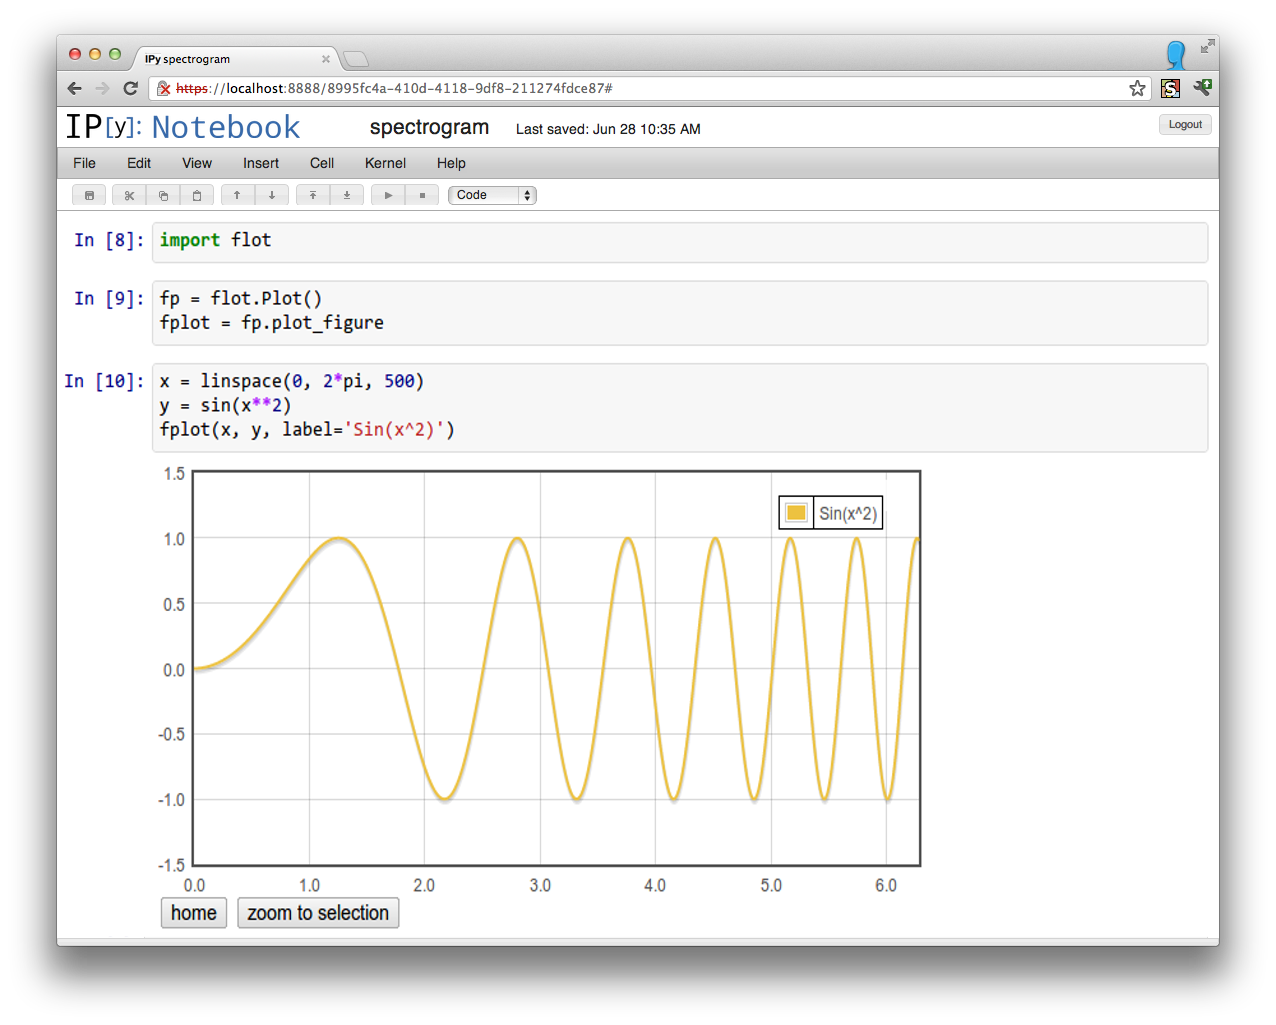 IPy spectrogram
https://localhost:8888/8995fc4a-410d-4118-9df8-211274fdce87#
IP[y]: Notebook spectrogram Last saved: Jun 28 10:35 AM Logout
File Edit View Insert Cell Kernel Help
Code
In [8]: import flot
In [9]: fp = flot.Plot()
fplot = fp.plot_figure
In [10]: x = linspace(0, 2*pi, 500)
y = sin(x**2)
fplot(x, y, label='Sin(x^2)')
1.5
Sin(x^2)
1.0
0.5
0.0
-0.5
-1.0
-1.5
0.0 1.0 2.0 3.0 4.0 5.0 6.0
home zoom to selection